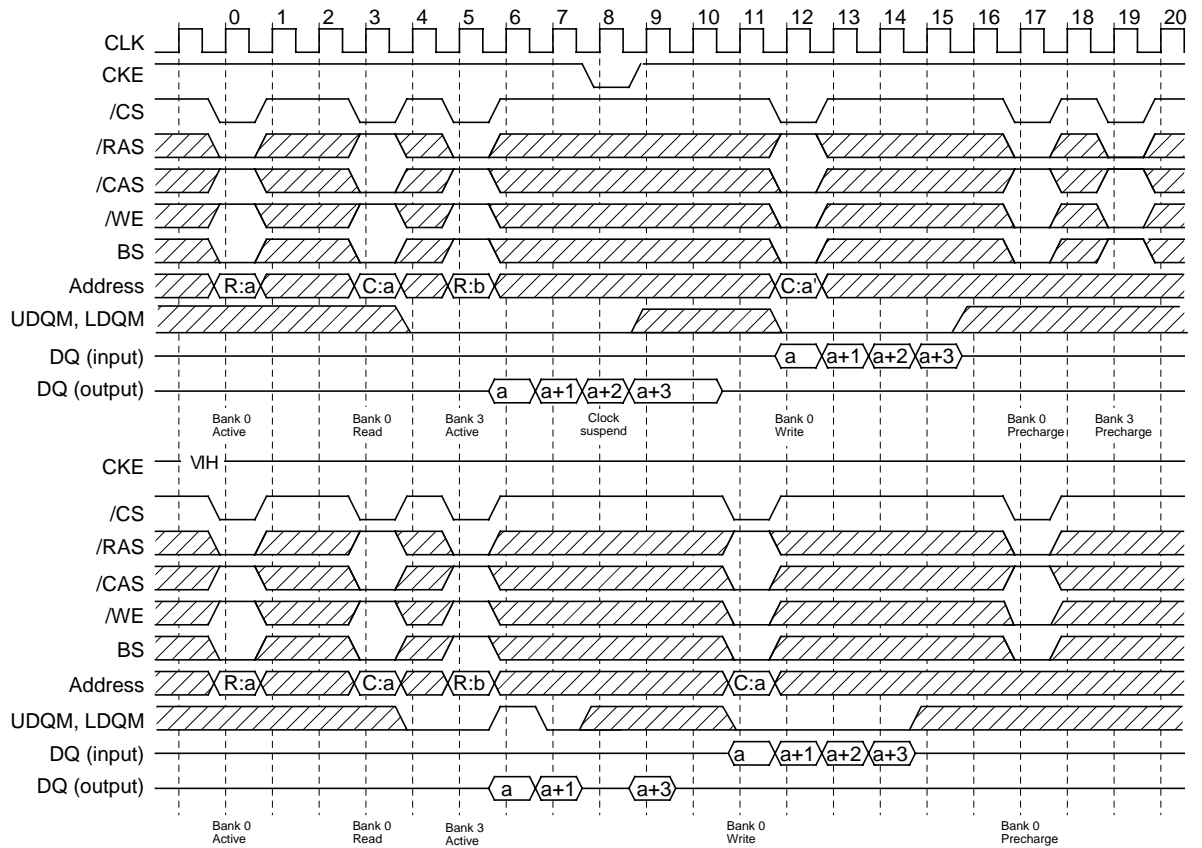 0 1 2 3 4 5 6 7 8 9 10 11 12 13 14 15 16 17 18 19 20
CLK
CKE
/CS
/RAS
/CAS
/WE
BS
Address R:a C:a R:b C:a'
UDQM, LDQM
DQ (input) a a+1 a+2 a+3
DQ (output) a a+1 a+2 a+3
Bank 0 Bank 0 Bank 3 Clock Bank 0 Bank 0 Bank 3
Active Read Active suspend Write Precharge Precharge
CKE VIH
/CS
/RAS
/CAS
/WE
BS
Address R:a C:a R:b C:a
UDQM, LDQM
DQ (input) a a+1 a+2 a+3
DQ (output) a a+1 a+3
Bank 0 Bank 0 Bank 3 Bank 0 Bank 0
Active Read Active Write Precharge